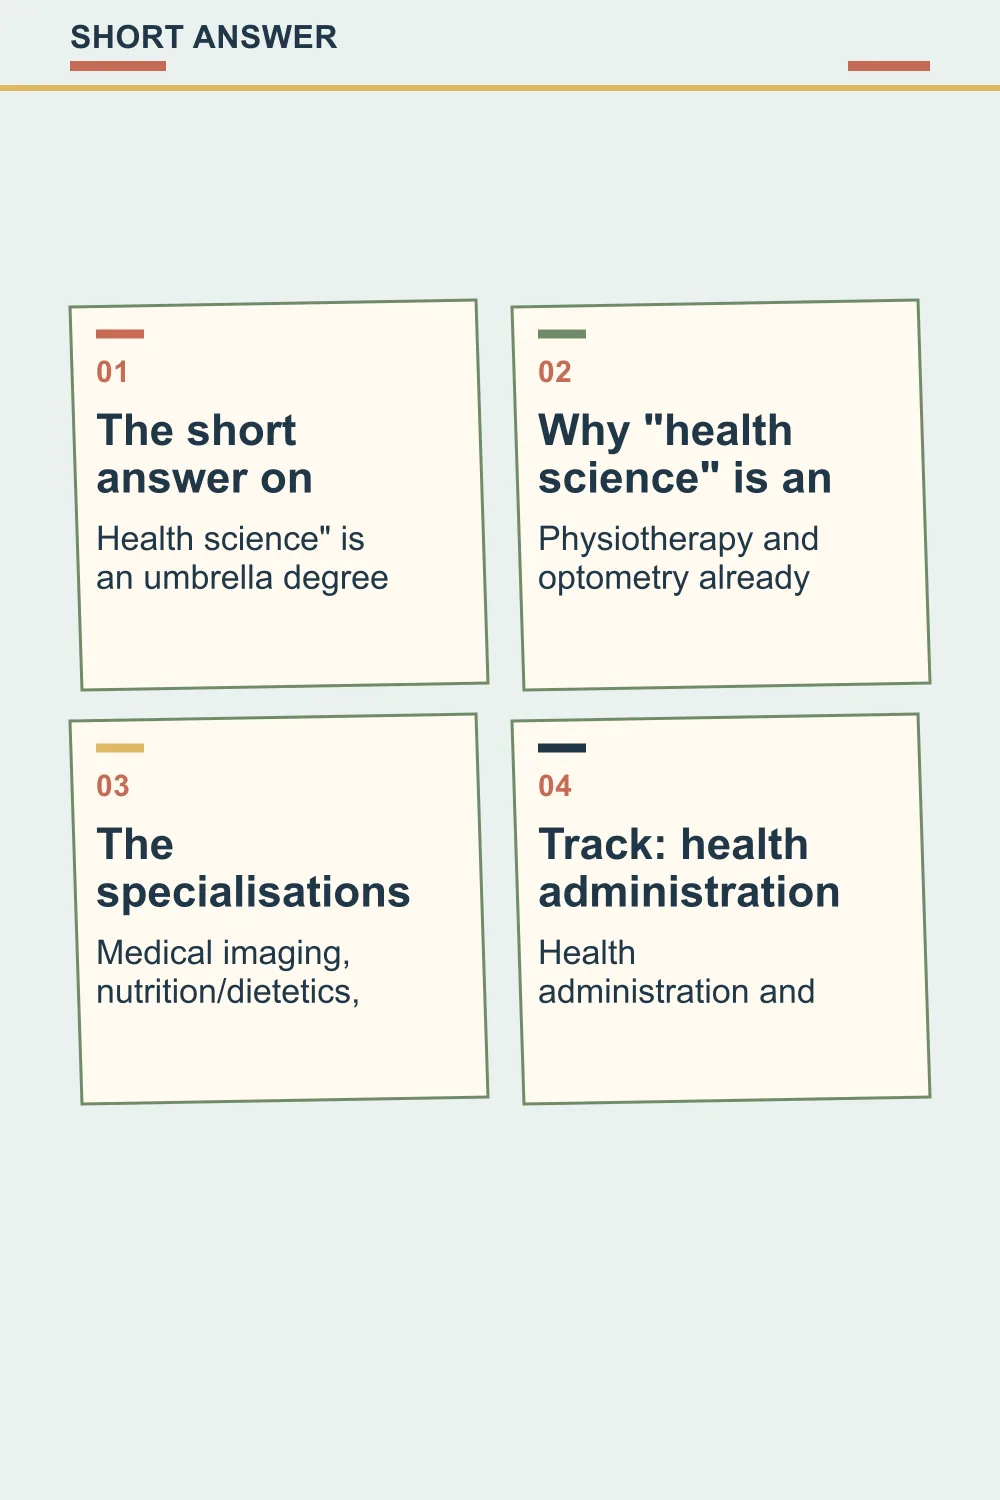 SHORT ANSWER
01
The short
answer on
Health science" is
an umbrella degree
02
Why "health
science" is an
Physiotherapy and
optometry already
03
The
specialisations
Medical imaging,
nutrition/dietetics,
04
Track: health
administration
Health
administration and